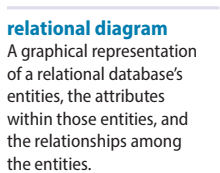 relational diagram
A graphical representation
of a relational database’s
entities, the attributes
within those entities, and
the relationships among
the entities.